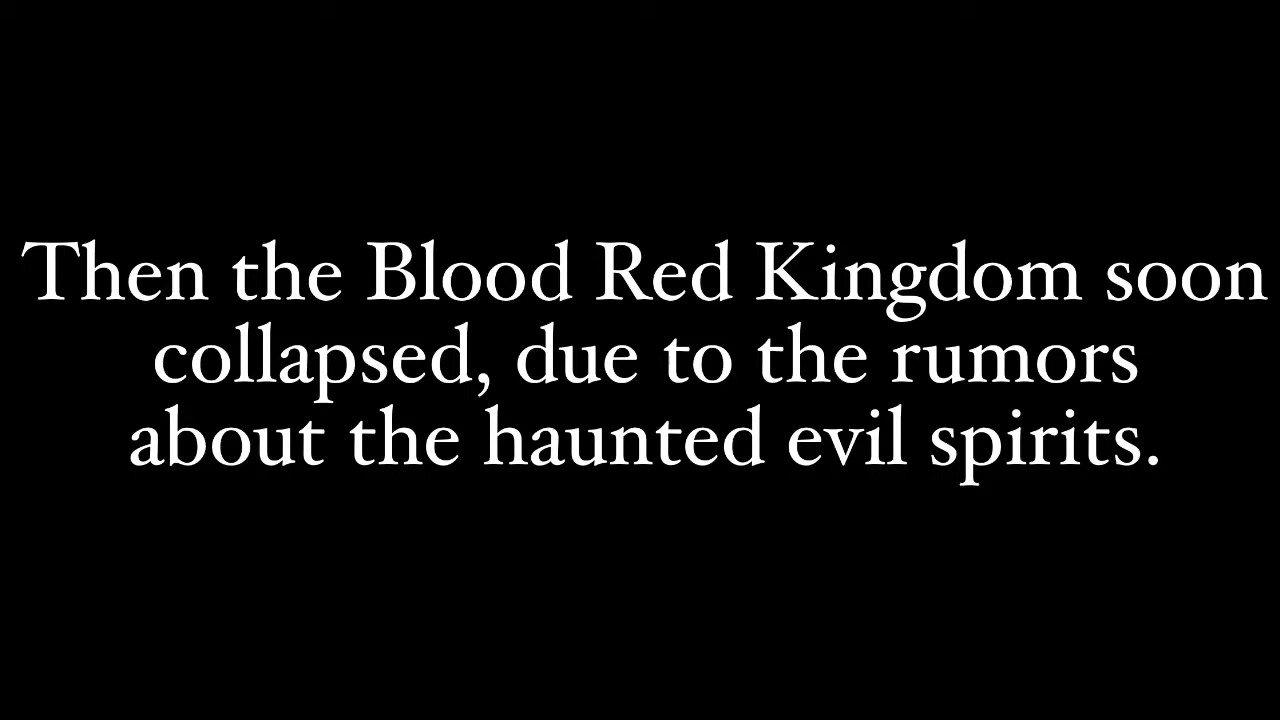 Then the Blood Red Kingdom soon
collapsed, due to the rumors
about the haunted evil spirits.